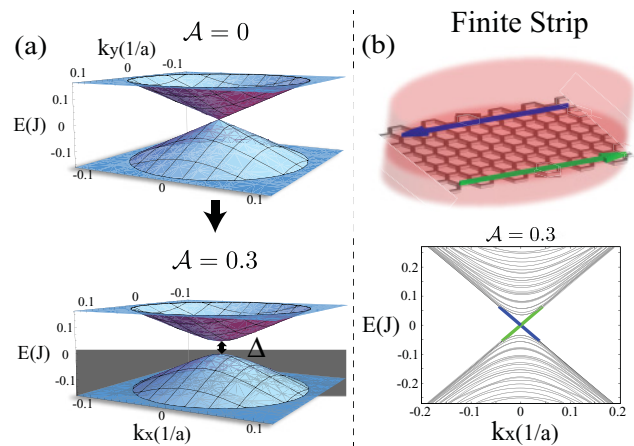 (a)
𝒜 = 0
ky(1/a)
-0.1
0
0.1
0.1
E(J)
0
-0.1
-0.1
0
0.1
𝒜 = 0.3
-0.1
0
0.1
0.1
E(J)
0
Δ
-0.1
-0.1
0
0.1
kx(1/a)
(b)
Finite Strip
𝒜 = 0.3
0.2
0.1
E(J)
0
-0.1
-0.2
-0.2
-0.1
0
0.1
0.2
kx(1/a)